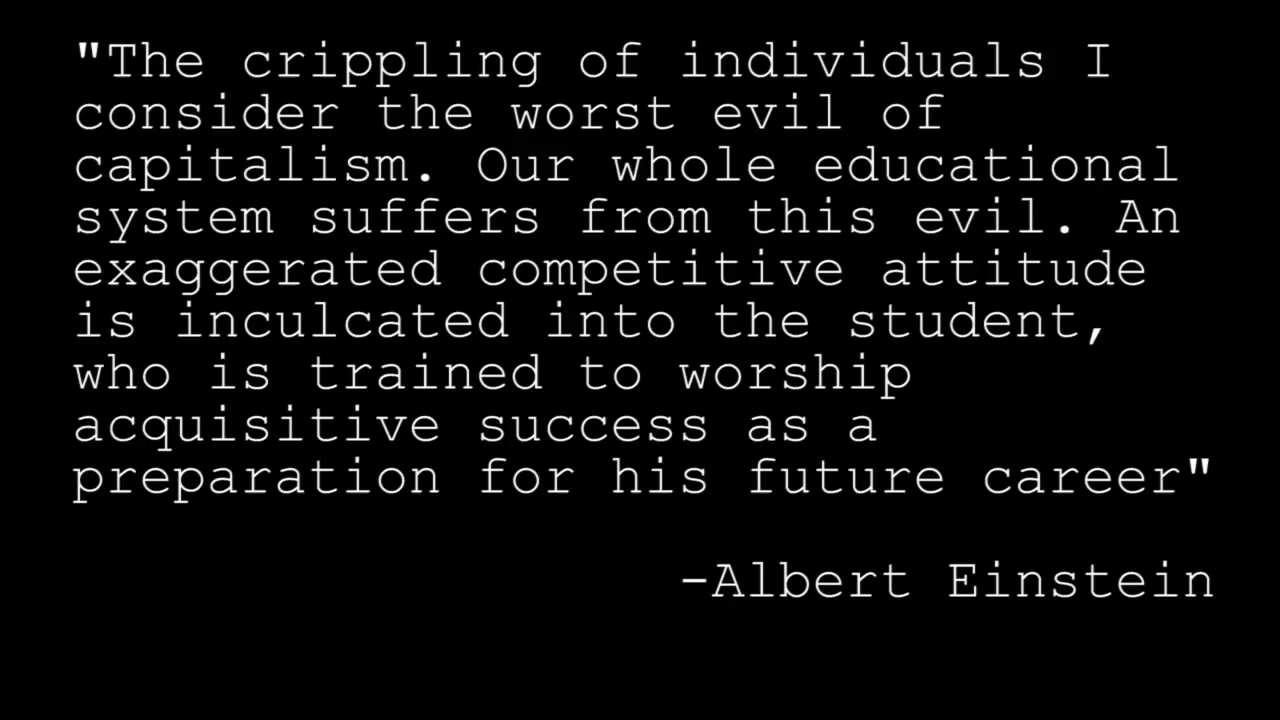 "The crippling of individuals I
consider the worst evil of
capitalism. Our whole educational
system suffers from this evil. An
exaggerated competitive attitude
is inculcated into the student,
who is trained to worship
acquisitive success as a
preparation for his future career"
-Albert Einstein